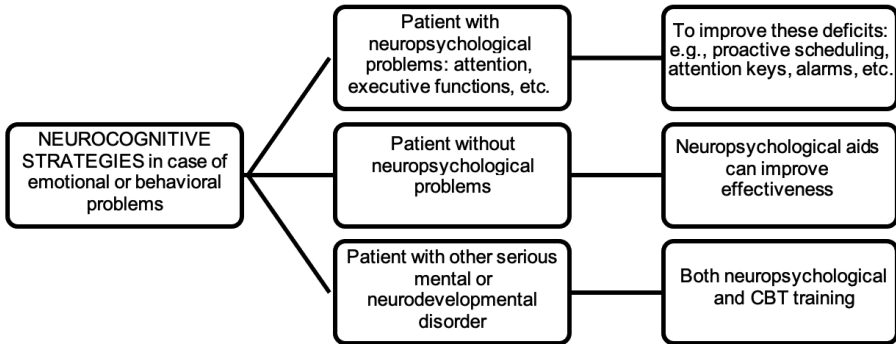 NEUROCOGNITIVE
STRATEGIES in case of
emotional or behavioral
problems
Patient with
neuropsychological
problems: attention,
executive functions, etc.
To improve these deficits:
e.g., proactive scheduling,
attention keys, alarms, etc.
Patient without
neuropsychological
problems
Neuropsychological aids
can improve
effectiveness
Patient with other serious
mental or
neurodevelopmental
disorder
Both neuropsychological
and CBT training